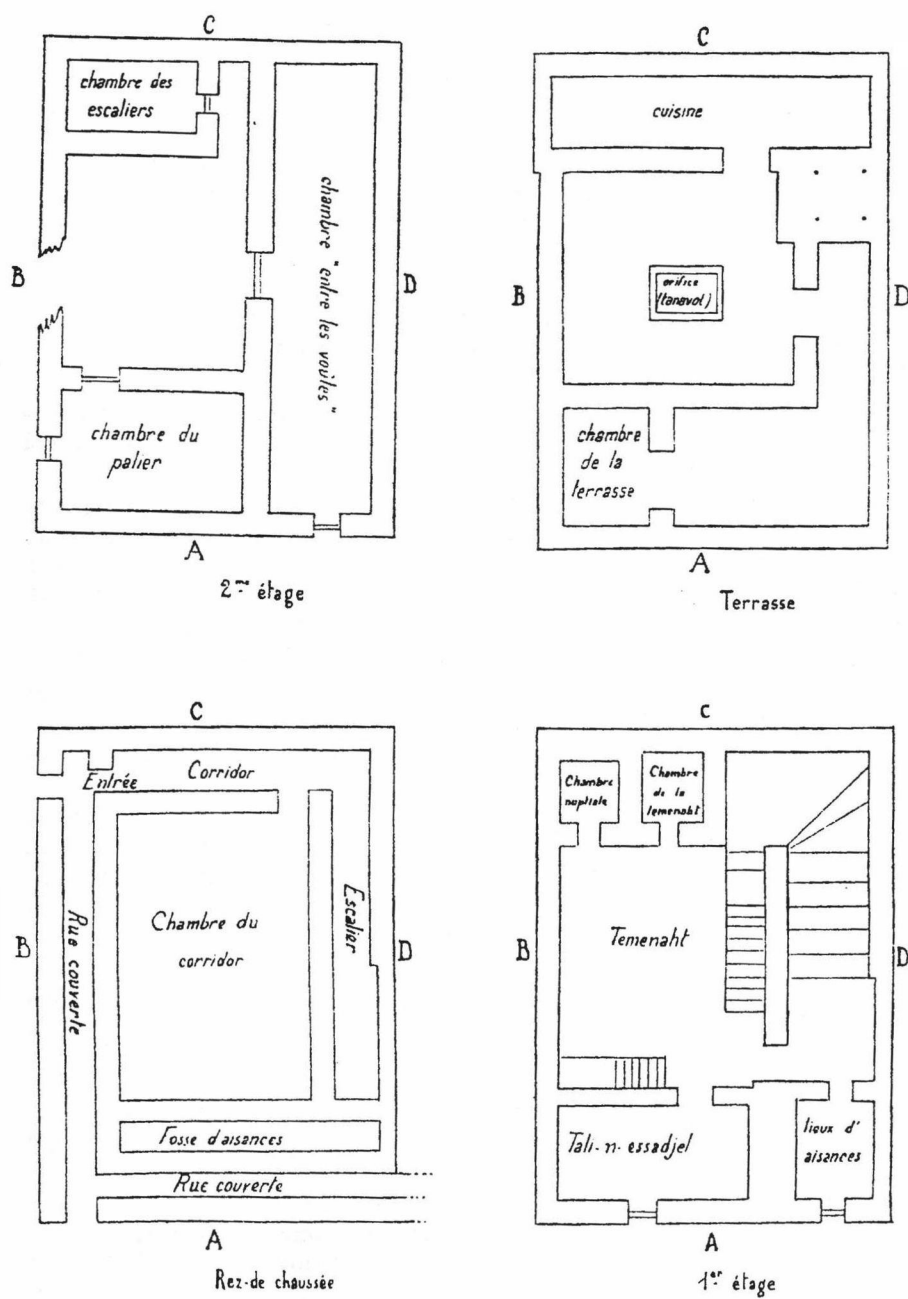 C
chambre des
escaliers
B
chambre "entre les voûtes"
D
chambre du
palier
A
2me étage
C
cuisine
B
orifice
(tanavol)
D
chambre
de la
terrasse
A
Terrasse
C
Entrée
Corridor
B
Rue couverte
Chambre du
corridor
Escalier
D
Fosse d'aisances
Rue couverte
A
Rez-de chaussée
c
Chambre
nuptiale
Chambre
de la
temenaht
B
Temenaht
D
Tali-n-essadjel
lieux d'
aisances
A
1er étage